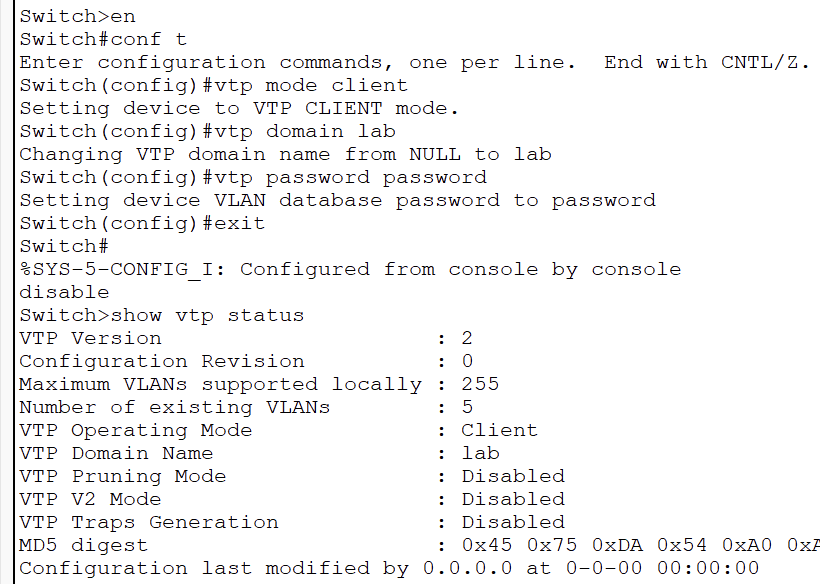 Switch>en
Switch#conf t
Enter configuration commands, one per line.  End with CNTL/Z.
Switch(config)#vtp mode client
Setting device to VTP CLIENT mode.
Switch(config)#vtp domain lab
Changing VTP domain name from NULL to lab
Switch(config)#vtp password password
Setting device VLAN database password to password
Switch(config)#exit
Switch#
%SYS-5-CONFIG_I: Configured from console by console
disable
Switch>show vtp status
VTP Version                     : 2
Configuration Revision          : 0
Maximum VLANs supported locally : 255
Number of existing VLANs        : 5
VTP Operating Mode              : Client
VTP Domain Name                 : lab
VTP Pruning Mode                : Disabled
VTP V2 Mode                     : Disabled
VTP Traps Generation            : Disabled
MD5 digest                      : 0x45 0x75 0xDA 0x54 0xA0
Configuration last modified by 0.0.0.0 at 0-0-00 00:00:00